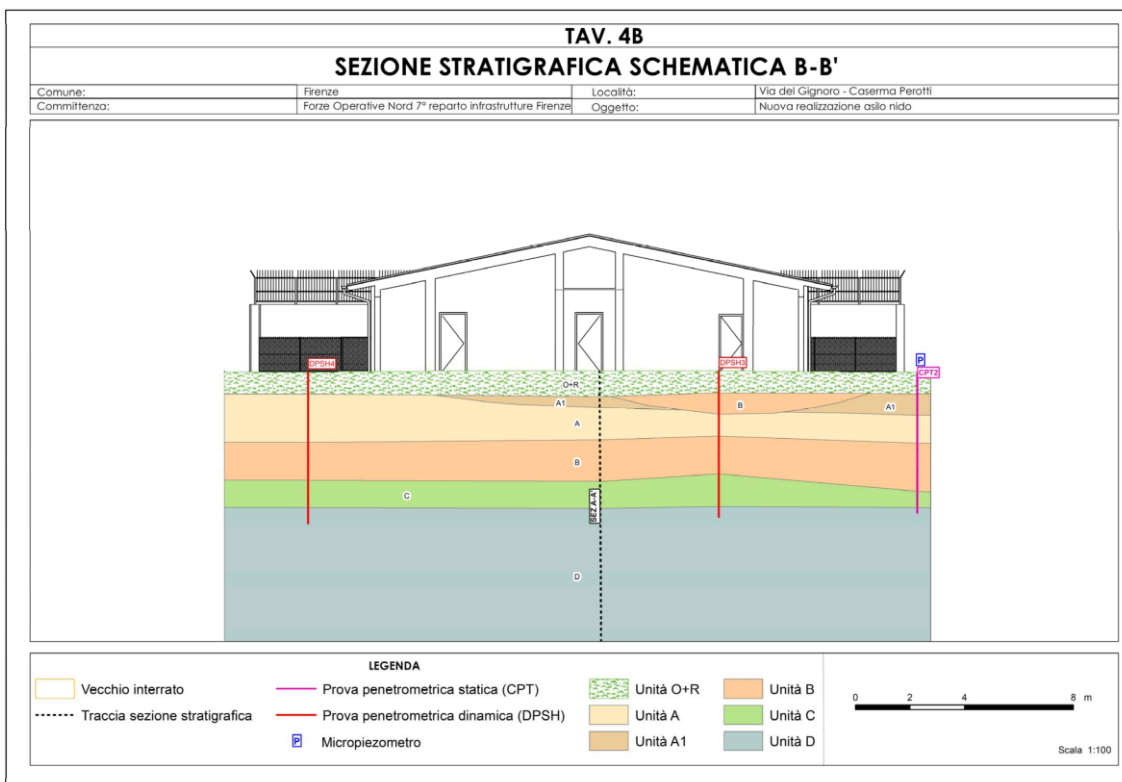 TAV. 4B
SEZIONE STRATIGRAFICA SCHEMATICA B-B'
Comune: Firenze Località: Via del Gignoro - Caserma Perotti
Committenza: Forze Operative Nord 7° reparto infrastrutture Firenze Oggetto: Nuova realizzazione asilo nido
P
DPSH4 DPSH3 CPT2
O+R
A1 B A1
A
B
C
SEZ A-A'
D
LEGENDA
Vecchio interrato Prova penetrometrica statica (CPT) Unità O+R Unità B
Traccia sezione stratigrafica Prova penetrometrica dinamica (DPSH) Unità A Unità C
P Micropiezometro Unità A1 Unità D
0 2 4 8 m
Scala 1:100